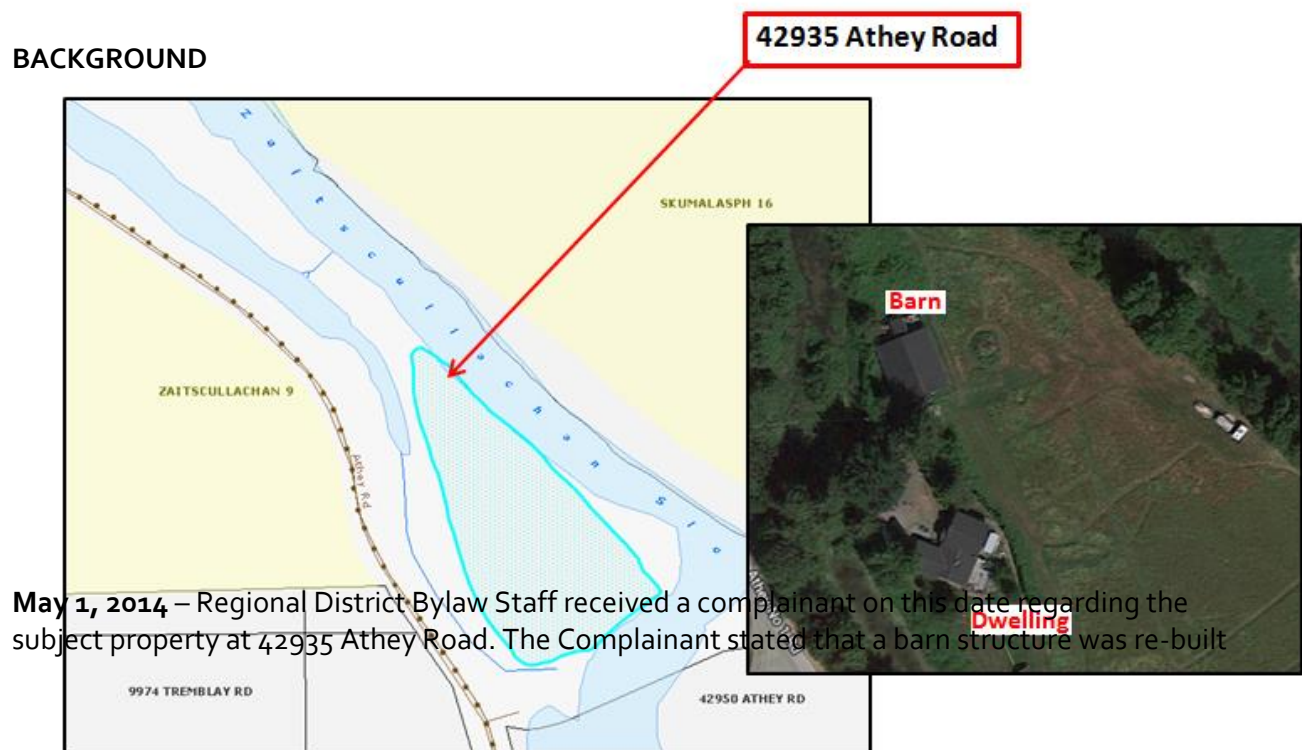 BACKGROUND
42935 Athey Road
Zaitscullachan Slo
SKUMALASPH 16
ZAITSCULLACHAN 9
Athey Rd
Barn
Dwelling
May 1, 2014 – Regional District Bylaw Staff received a complainant on this date regarding the
subject property at 42935 Athey Road. The Complainant stated that a barn structure was re-built
9974 TREMBLAY RD
42950 ATHEY RD